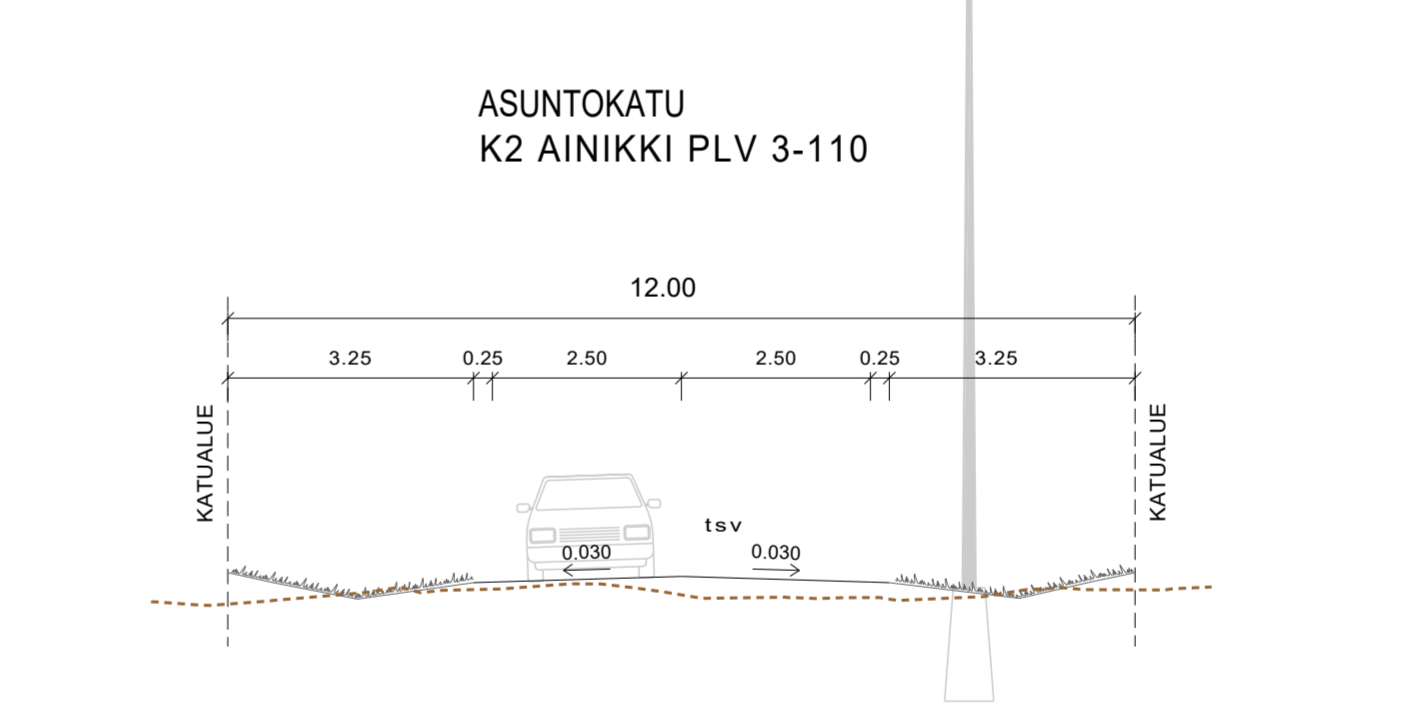 ASUNTOKATU
K2 AINIKKI PLV 3-110
12.00
3.25 0.25 2.50 2.50 0.25 3.25
KATUALUE
KATUALUE
tsv
0.030 0.030